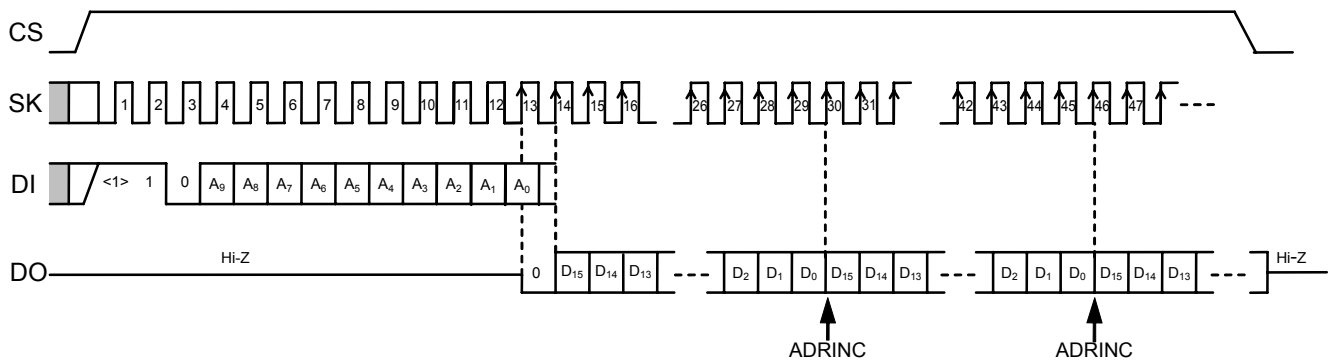 CS
SK 1 2 3 4 5 6 7 8 9 10 11 12 13 14 15 16 26 27 28 29 30 31 42 43 44 45 46 47
DI <1> 1 0 A₉ A₈ A₇ A₆ A₅ A₄ A₃ A₂ A₁ A₀
DO Hi-Z 0 D₁₅ D₁₄ D₁₃ D₂ D₁ D₀ D₁₅ D₁₄ D₁₃ D₂ D₁ D₀ D₁₅ D₁₄ D₁₃ Hi-Z
ADRINC ADRINC